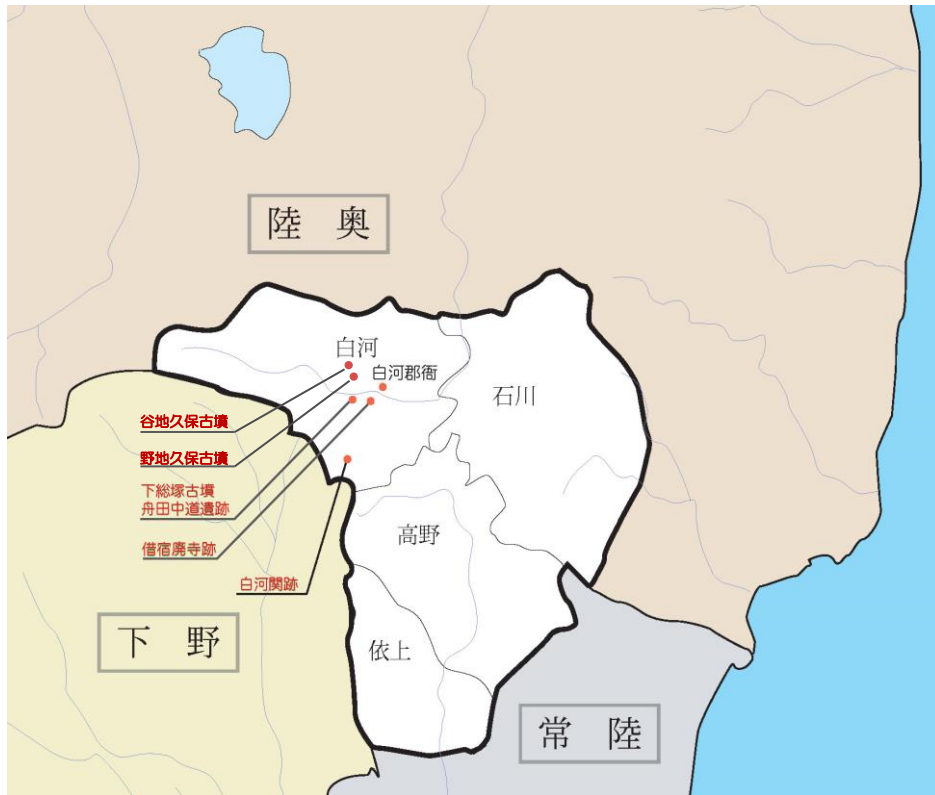 陸奥
白河
白河郡衙
石川
谷地久保古墳
野地久保古墳
下総塚古墳
舟田中道遺跡
高野
借宿廃寺跡
白河関跡
下野
依上
常陸